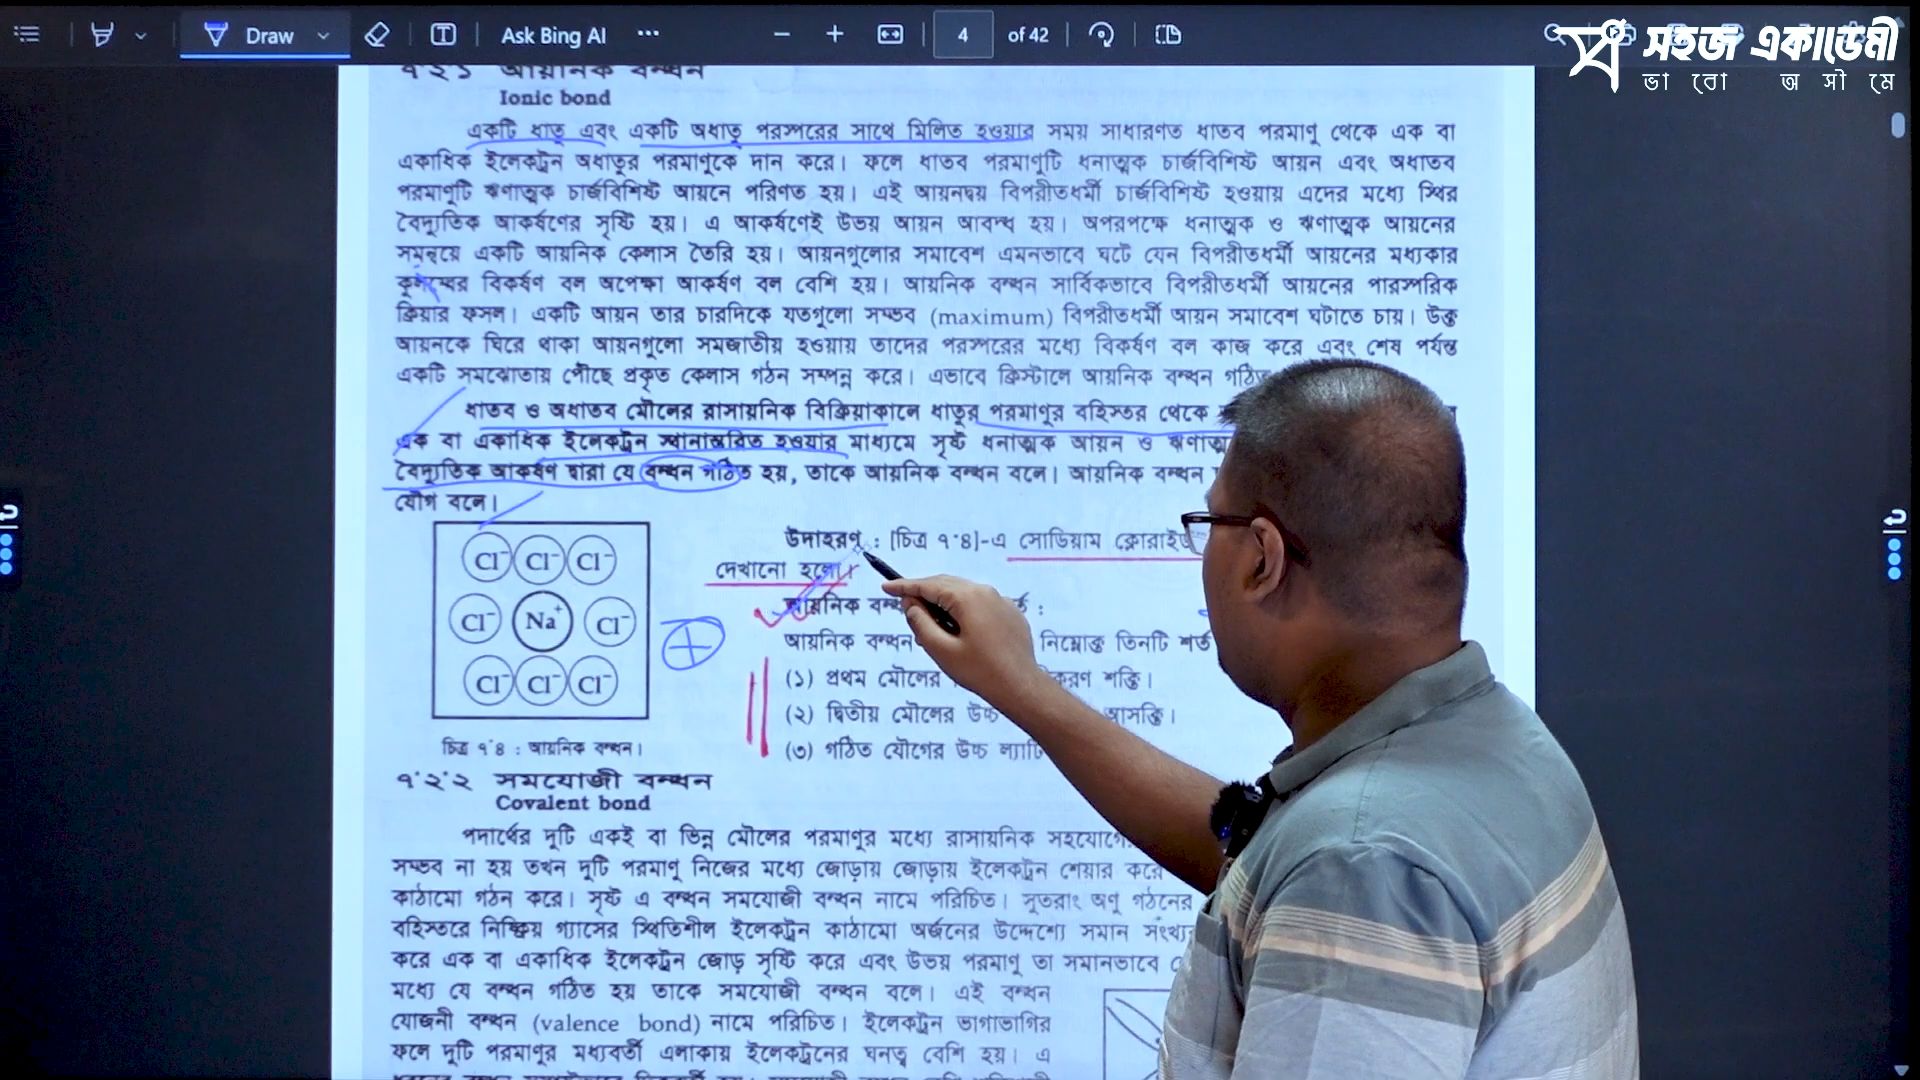 Draw
Ask Bing AI
4 of 42
সহজ একাডেমী
ভাবো অসীমে
৭˙২˙১ আয়নিক বন্ধন
Ionic bond
একটি ধাতু এবং একটি অধাতু পরস্পরের সাথে মিলিত হওয়ার সময় সাধারণত ধাতব পরমাণু থেকে এক বা
একাধিক ইলেকট্রন অধাতুর পরমাণুকে দান করে। ফলে ধাতব পরমাণুটি ধনাত্মক চার্জবিশিষ্ট আয়ন এবং অধাতব
পরমাণুটি ঋণাত্মক চার্জবিশিষ্ট আয়নে পরিণত হয়। এই আয়নদ্বয় বিপরীতধর্মী চার্জবিশিষ্ট হওয়ায় এদের মধ্যে স্থির
বৈদ্যুতিক আকর্ষণের সৃষ্টি হয়। এ আকর্ষণেই উভয় আয়ন আবদ্ধ হয়। অপরপক্ষে ধনাত্মক ও ঋণাত্মক আয়নের
সমন্বয়ে একটি আয়নিক কেলাস তৈরি হয়। আয়নগুলোর সমাবেশ এমনভাবে ঘটে যেন বিপরীতধর্মী আয়নের মধ্যকার
কুলম্বের বিকর্ষণ বল অপেক্ষা আকর্ষণ বল বেশি হয়। আয়নিক বন্ধন সার্বিকভাবে বিপরীতধর্মী আয়নের পারস্পরিক
ক্রিয়ার ফসল। একটি আয়ন তার চারদিকে যতগুলো সম্ভব (maximum) বিপরীতধর্মী আয়ন সমাবেশ ঘটাতে চায়। উক্ত
আয়নকে ঘিরে থাকা আয়নগুলো সমজাতীয় হওয়ায় তাদের পরস্পরের মধ্যে বিকর্ষণ বল কাজ করে এবং শেষ পর্যন্ত
একটি সমঝোতায় পৌঁছে প্রকৃত কেলাস গঠন সম্পন্ন করে। এভাবে ক্রিস্টালে আয়নিক বন্ধন
ধাতব ও অধাতব মৌলের রাসায়নিক বিক্রিয়াকালে ধাতুর পরমাণুর বহিস্তর থেকে
এক বা একাধিক ইলেকট্রন স্থানান্তরিত হওয়ার মাধ্যমে সৃষ্ট ধনাত্মক আয়ন ও
বৈদ্যুতিক আকর্ষণ দ্বারা যে বন্ধন গঠিত হয়, তাকে আয়নিক বন্ধন বলে। আয়নিক বন্ধন
যৌগ বলে।
Cl⁻ Cl⁻ Cl⁻
Cl⁻ Na⁺ Cl⁻
Cl⁻ Cl⁻ Cl⁻
চিত্র ৭˙৪ : আয়নিক বন্ধন।
উদাহরণ : [চিত্র ৭˙৪]-এ সোডিয়াম
দেখানো হলো।
আয়নিক
আয়নিক বন্ধন নিম্নোক্ত তিনটি শর্ত
(১) প্রথম মৌলের শক্তি।
(২) দ্বিতীয় মৌলের উচ্চ আসক্তি।
(৩) গঠিত যৌগের উচ্চ
৭˙২˙২ সমযোজী বন্ধন
Covalent bond
পদার্থের দুটি একই বা ভিন্ন মৌলের পরমাণুর মধ্যে রাসায়নিক
সম্ভব না হয় তখন দুটি পরমাণু নিজের মধ্যে জোড়ায় জোড়ায় ইলেকট্রন শেয়ার করে
কাঠামো গঠন করে। সৃষ্ট এ বন্ধন সমযোজী বন্ধন নামে পরিচিত। সুতরাং অণু গঠনের
বহিস্তরে নিষ্ক্রিয় গ্যাসের স্থিতিশীল ইলেকট্রন কাঠামো অর্জনের উদ্দেশ্যে সমান
করে এক বা একাধিক ইলেকট্রন জোড় সৃষ্টি করে এবং উভয় পরমাণু তা সমানভাবে
মধ্যে যে বন্ধন গঠিত হয় তাকে সমযোজী বন্ধন বলে। এই বন্ধন
যোজনী বন্ধন (valence bond) নামে পরিচিত। ইলেকট্রন ভাগাভাগির
ফলে দুটি পরমাণুর মধ্যবর্তী এলাকায় ইলেকট্রনের ঘনত্ব বেশি হয়। এ